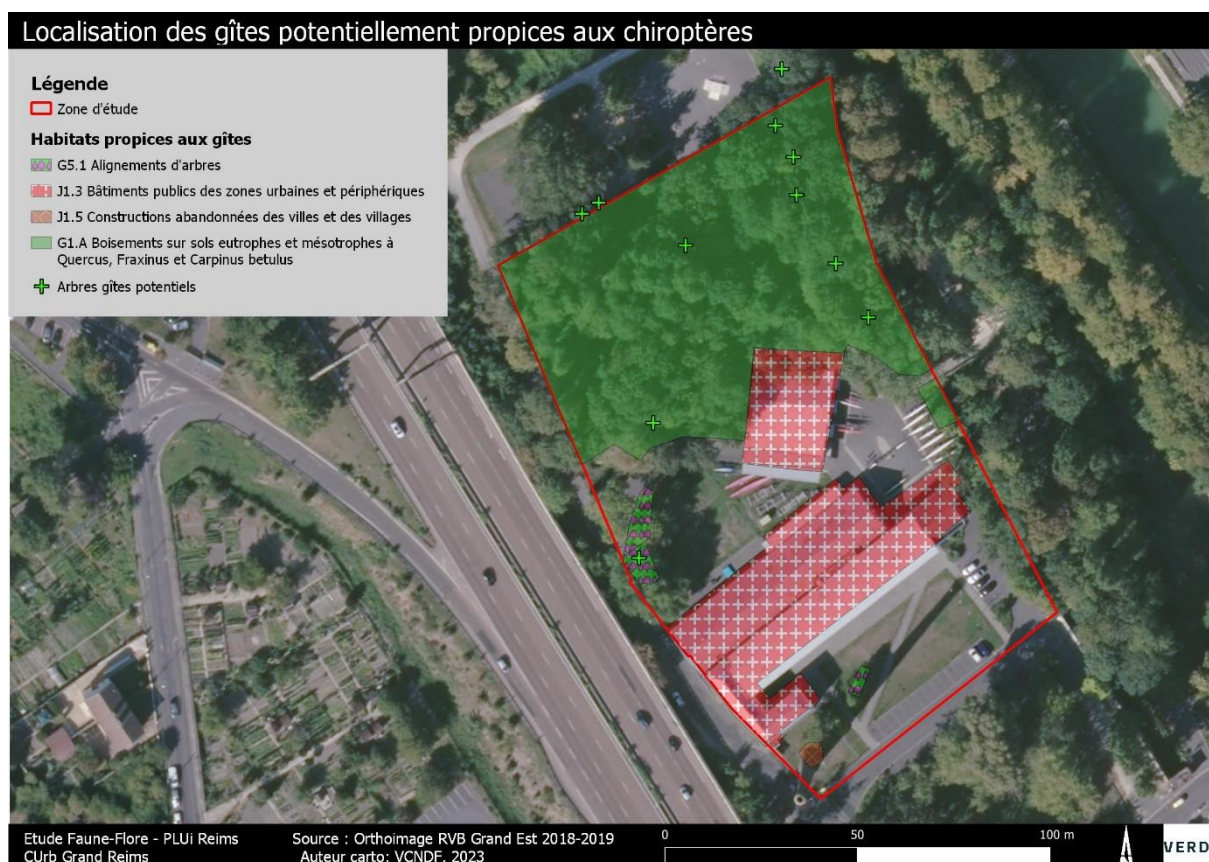 Localisation des gîtes potentiellement propices aux chiroptères
Légende
Zone d'étude
Habitats propices aux gîtes
G5.1 Alignements d'arbres
J1.3 Bâtiments publics des zones urbaines et périphériques
J1.5 Constructions abandonnées des villes et des villages
G1.A Boisements sur sols eutrophes et mésotrophes à
Quercus, Fraxinus et Carpinus betulus
Arbres gîtes potentiels
Etude Faune-Flore - PLUi Reims
CUrb Grand Reims
Source : Orthoimage RVB Grand Est 2018-2019
Auteur carto: VCNDF, 2023
0 50 100 m
VERD